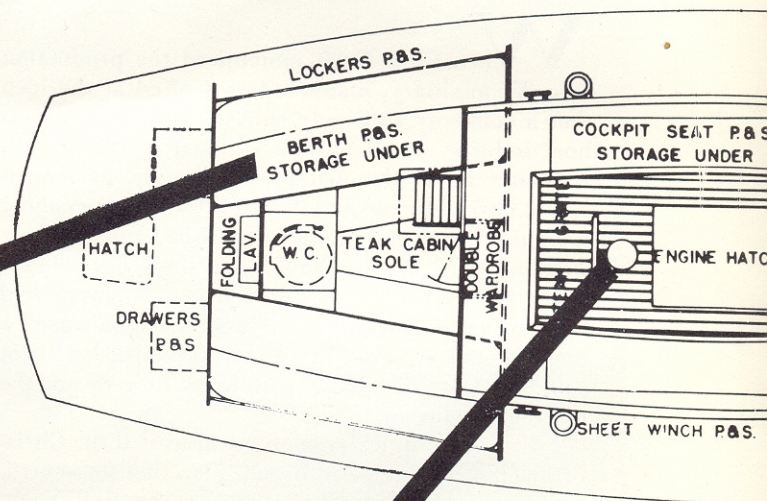 LOCKERS P.&S.
BERTH P.&S.
STORAGE UNDER
COCKPIT SEAT P.&S
STORAGE UNDER
HATCH
FOLDING
LAV.
W.C.
TEAK CABIN
SOLE
DOUBLE
WARDROBE
GRATE
ENGINE HATC
DRAWERS
P.&S
SHEET WINCH P.&S.